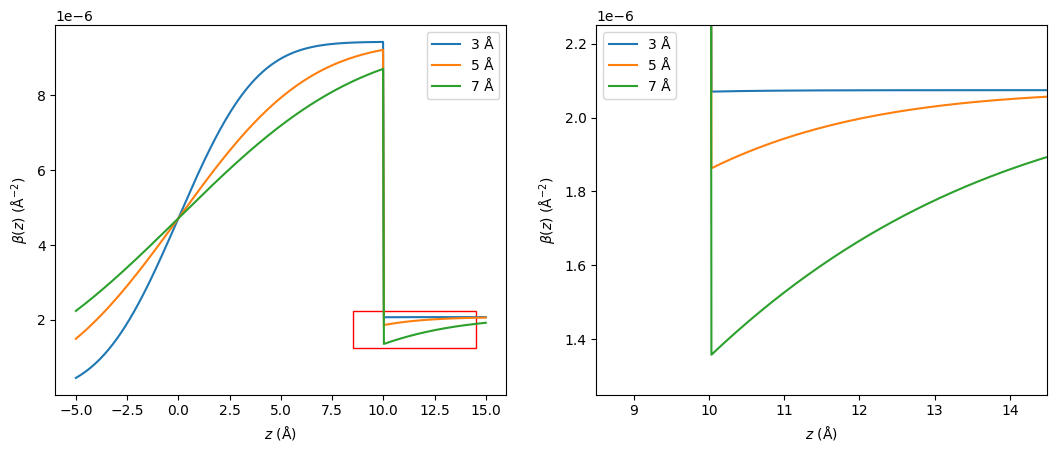 1e−6
3 Å
5 Å
7 Å
8
6
4
2
β(z) (Å⁻²)
−5.0 −2.5 0.0 2.5 5.0 7.5 10.0 12.5 15.0
z (Å)
1e−6
3 Å
5 Å
7 Å
2.2
2.0
1.8
1.6
1.4
β(z) (Å⁻²)
9 10 11 12 13 14
z (Å)